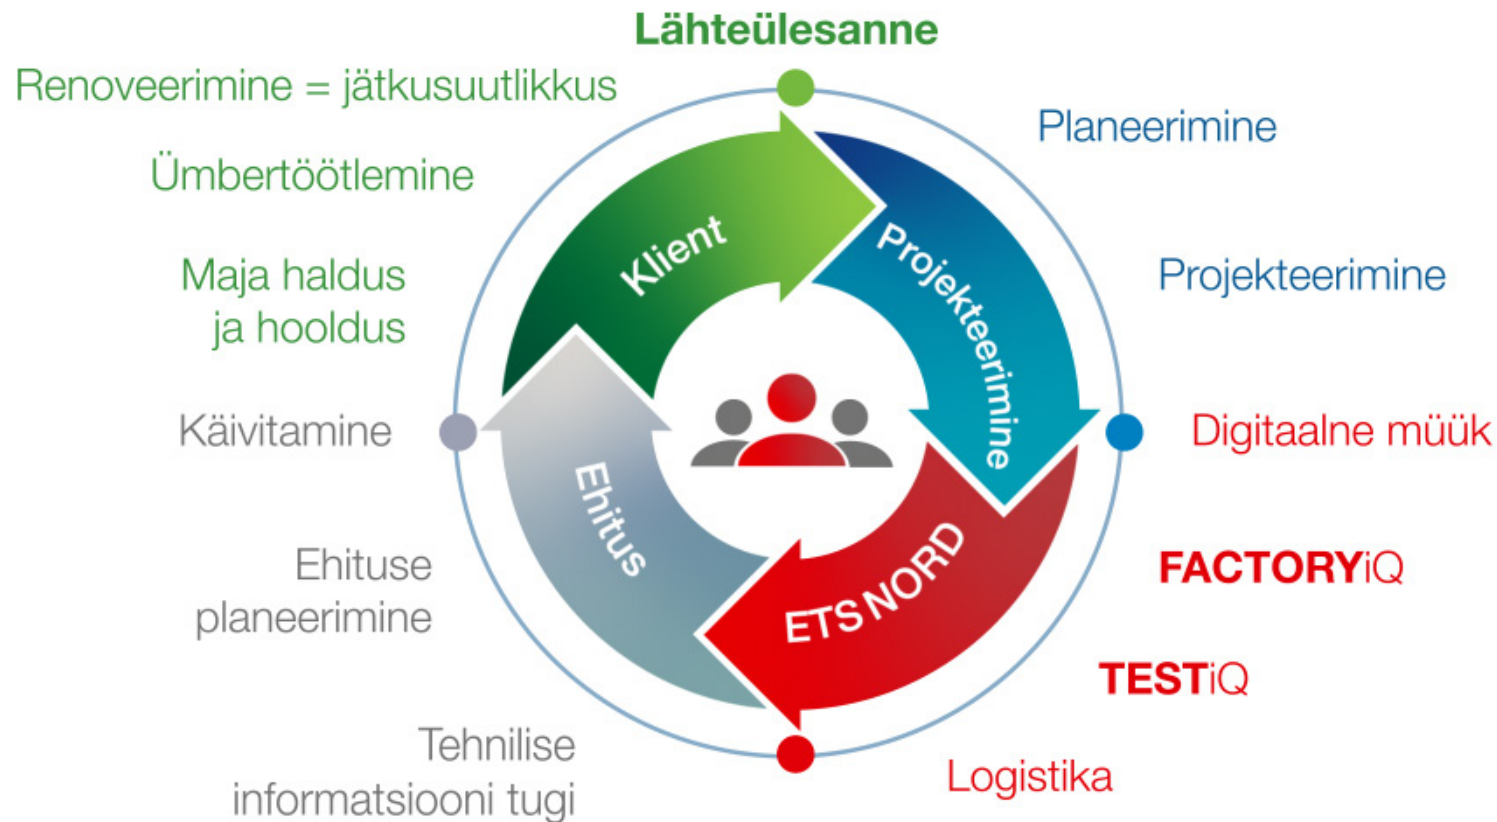 Lähteülesanne
Renoveerimine = jätkusuutlikkus
Planeerimine
Ümbertöötlemine
Klient
Projekteerimine
Maja haldus
ja hooldus
Projekteerimine
Käivitamine
Digitaalne müük
Ehitus
ETS NORD
Ehituse
planeerimine
FACTORYiQ
TESTiQ
Tehnilise
informatsiooni tugi
Logistika